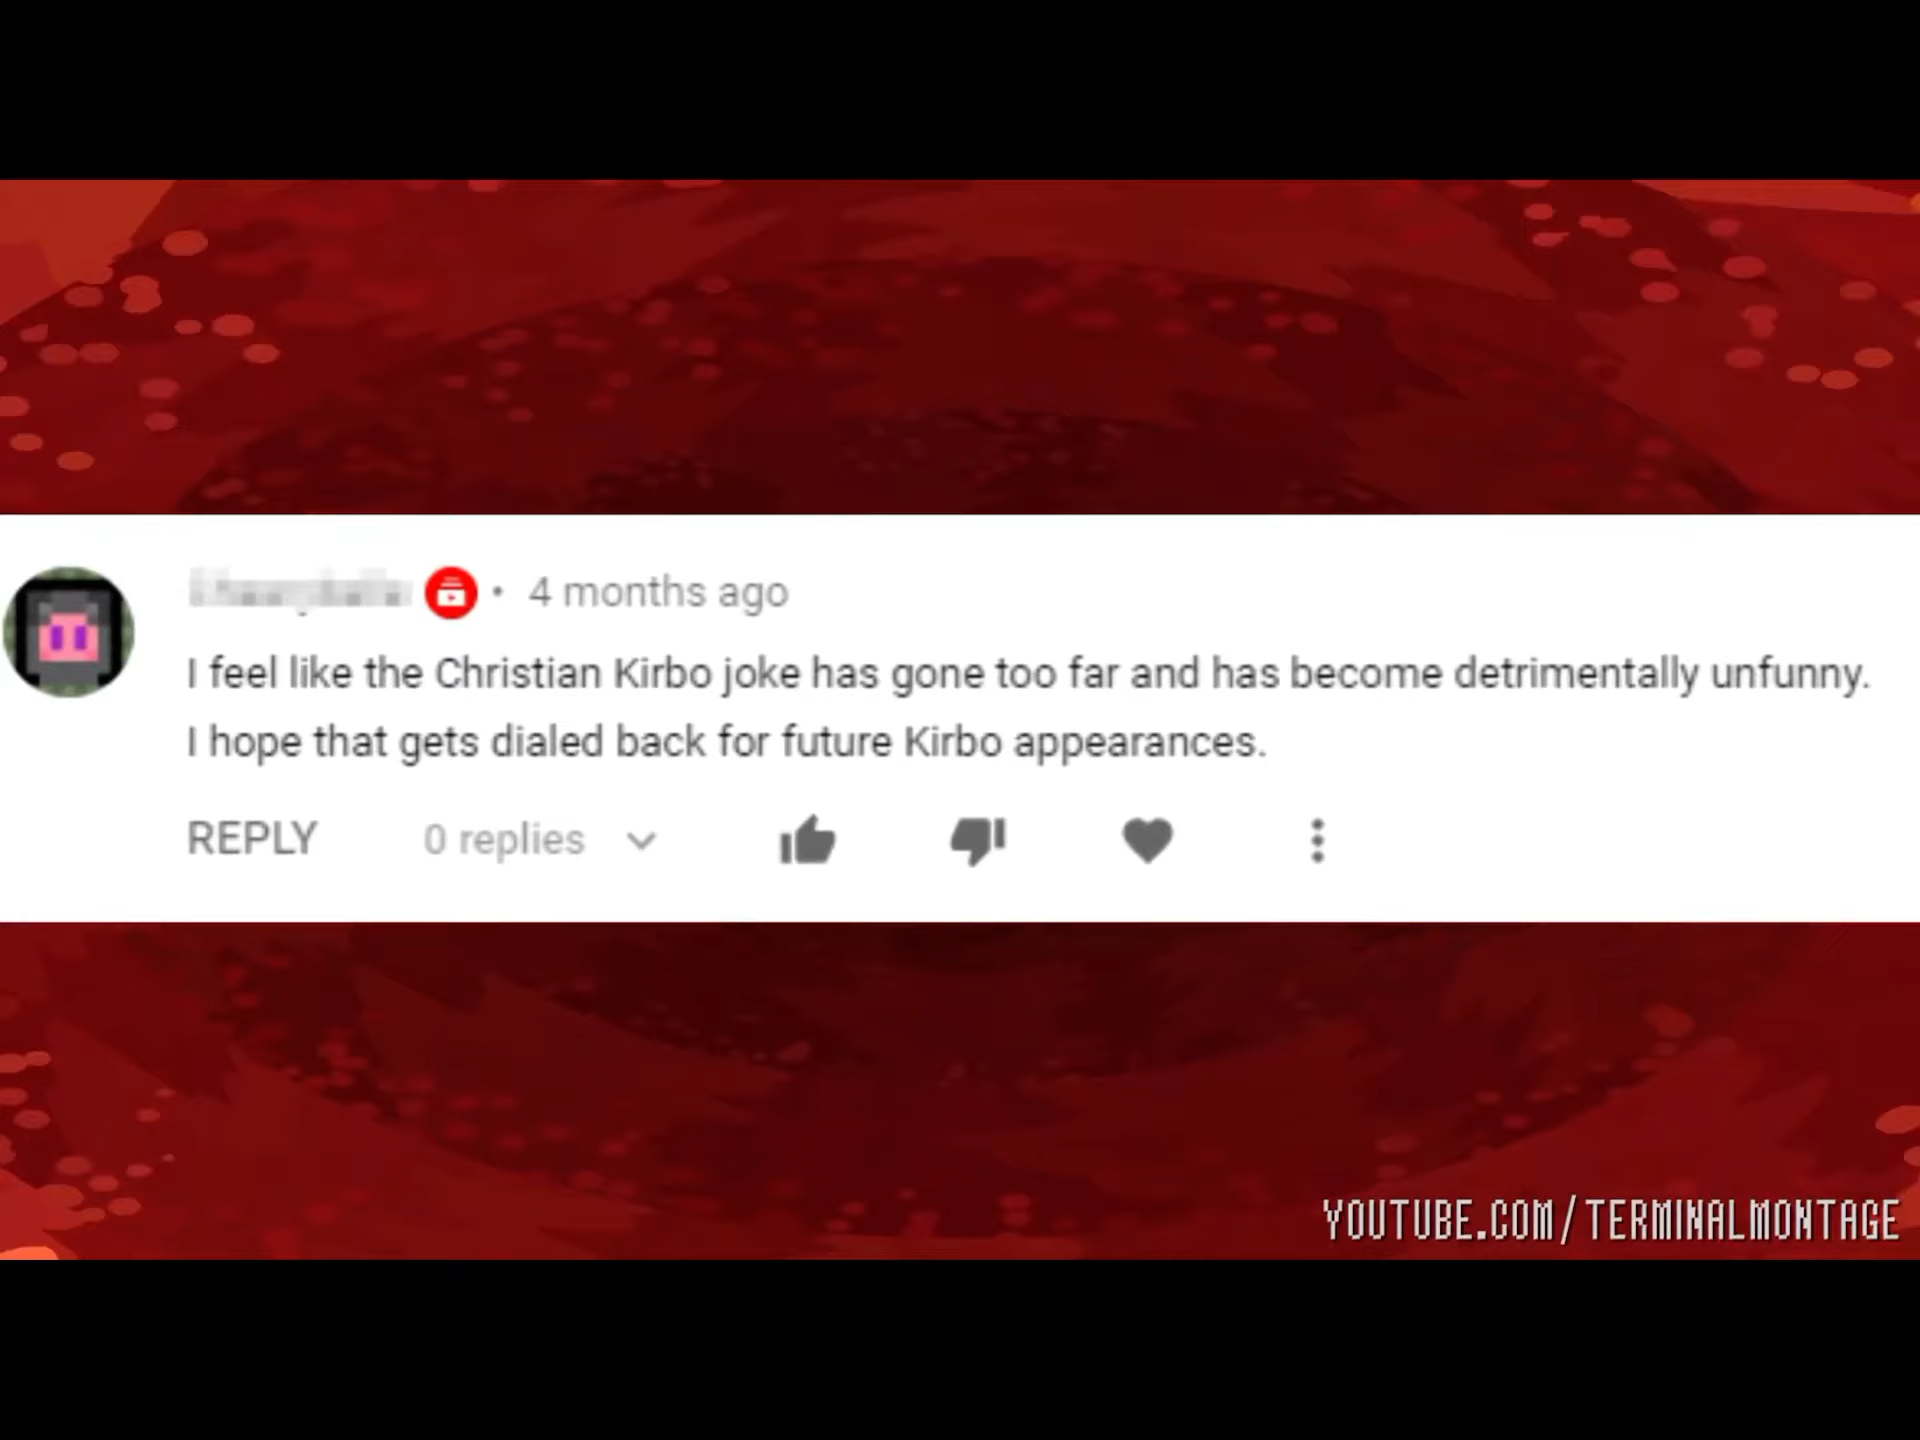 • 4 months ago
I feel like the Christian Kirbo joke has gone too far and has become detrimentally unfunny.
I hope that gets dialed back for future Kirbo appearances.
REPLY 0 replies
YOUTUBE.COM/TERMINALMONTAGE